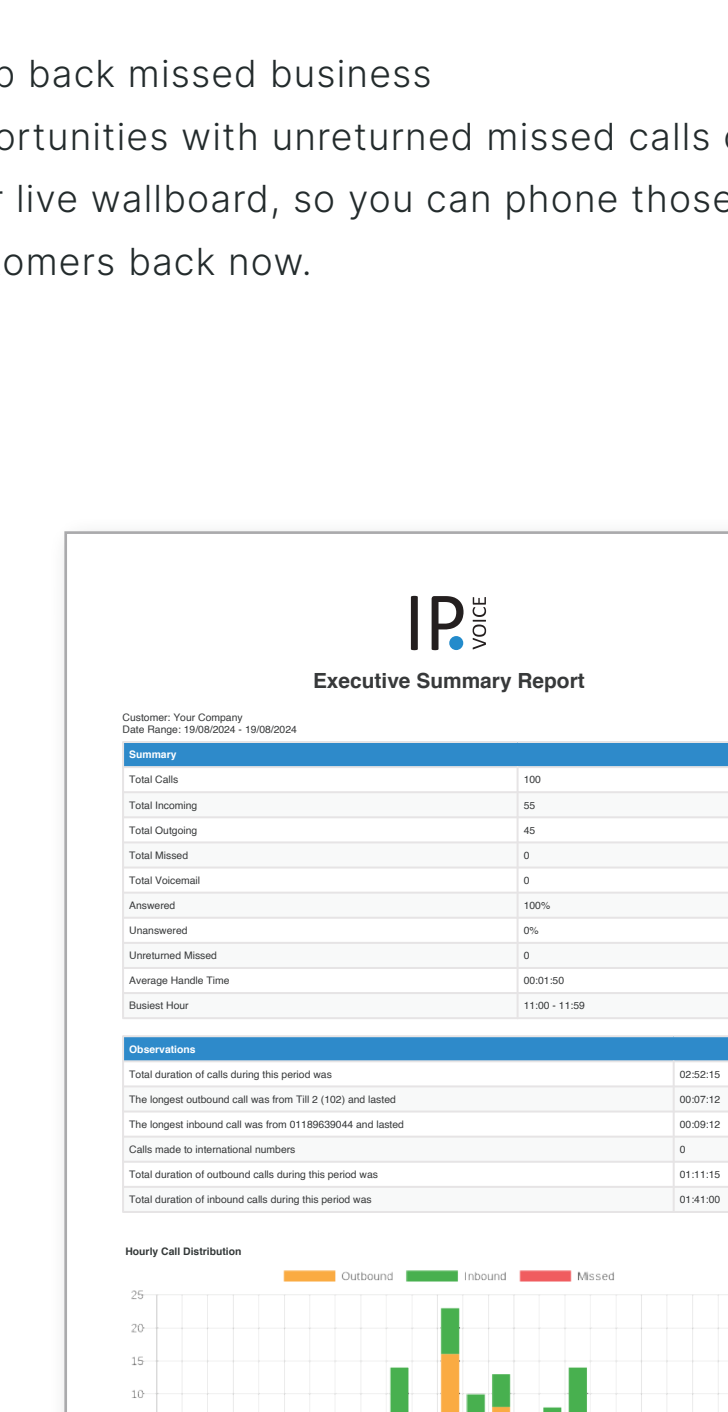 back missed business
ortunities with unreturned missed calls
live wallboard, so you can phone those
omers back now.
IP. VOICE
Executive Summary Report
Customer: Your Company
Date Range: 19/08/2024 - 19/08/2024
Summary
Total Calls 100
Total Incoming 55
Total Outgoing 45
Total Missed 0
Total Voicemail 0
Answered 100%
Unanswered 0%
Unreturned Missed 0
Average Handle Time 00:01:50
Busiest Hour 11:00 - 11:59
Observations
Total duration of calls during this period was 02:52:15
The longest outbound call was from Till 2 (102) and lasted 00:07:12
The longest inbound call was from 01189639044 and lasted 00:09:12
Calls made to international numbers 0
Total duration of outbound calls during this period was 01:11:15
Total duration of inbound calls during this period was 01:41:00
Hourly Call Distribution
Outbound Inbound Missed
25
20
15
10